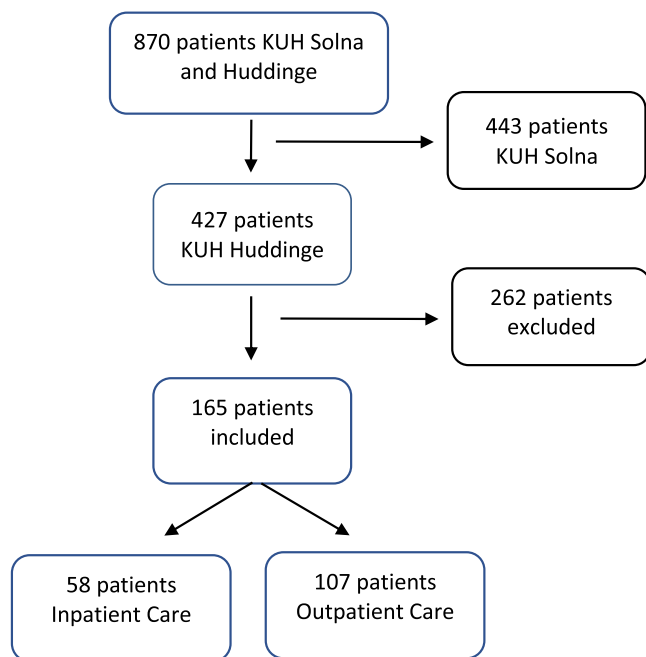 870 patients KUH Solna
and Huddinge
443 patients
KUH Solna
427 patients
KUH Huddinge
262 patients
excluded
165 patients
included
58 patients
Inpatient Care
107 patients
Outpatient Care